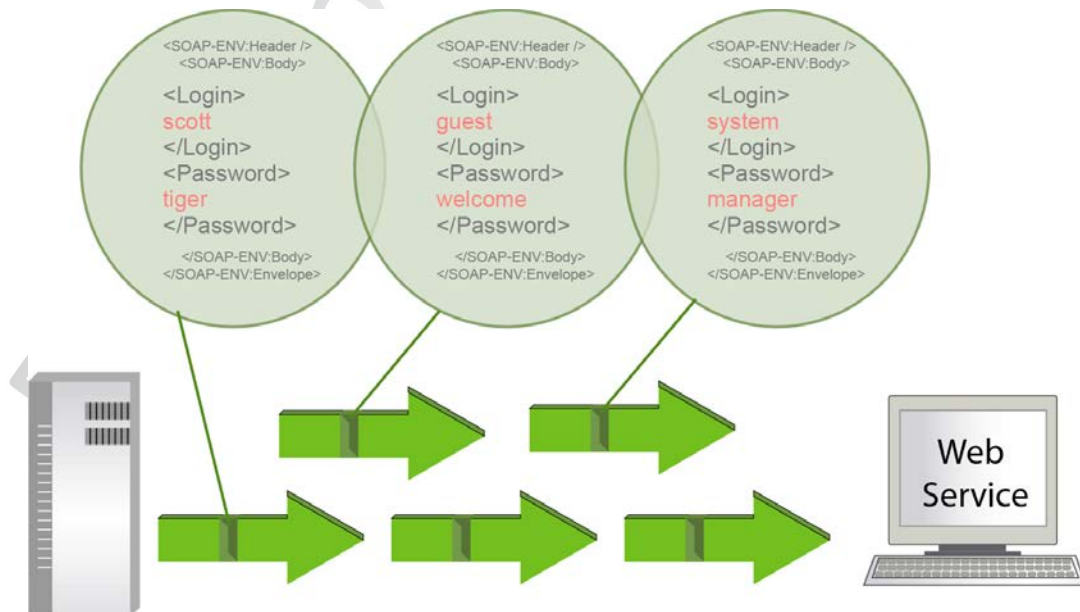 <SOAP-ENV:Header />
<SOAP-ENV:Body>
<Login>
scott
</Login>
<Password>
tiger
</Password>
</SOAP-ENV:Body>
</SOAP-ENV:Envelope>
<SOAP-ENV:Header />
<SOAP-ENV:Body>
<Login>
guest
</Login>
<Password>
welcome
</Password>
</SOAP-ENV:Body>
</SOAP-ENV:Envelope>
<SOAP-ENV:Header />
<SOAP-ENV:Body>
<Login>
system
</Login>
<Password>
manager
</Password>
</SOAP-ENV:Body>
</SOAP-ENV:Envelope>
Web
Service